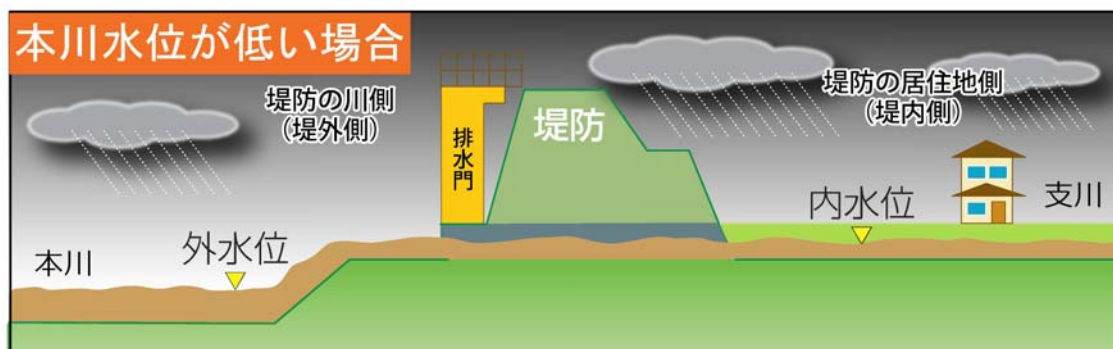 本川水位が低い場合
堤防の川側
（堤外側）
排水門
堤防
堤防の居住地側
（堤内側）
本川
外水位
内水位
支川